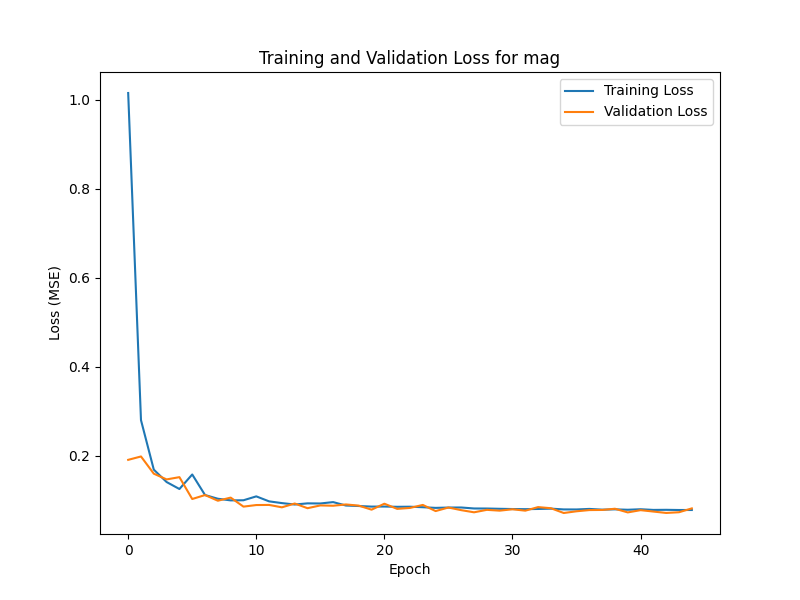 Training and Validation Loss for mag
Training Loss
Validation Loss
1.0
0.8
0.6
0.4
0.2
Loss (MSE)
0 10 20 30 40
Epoch